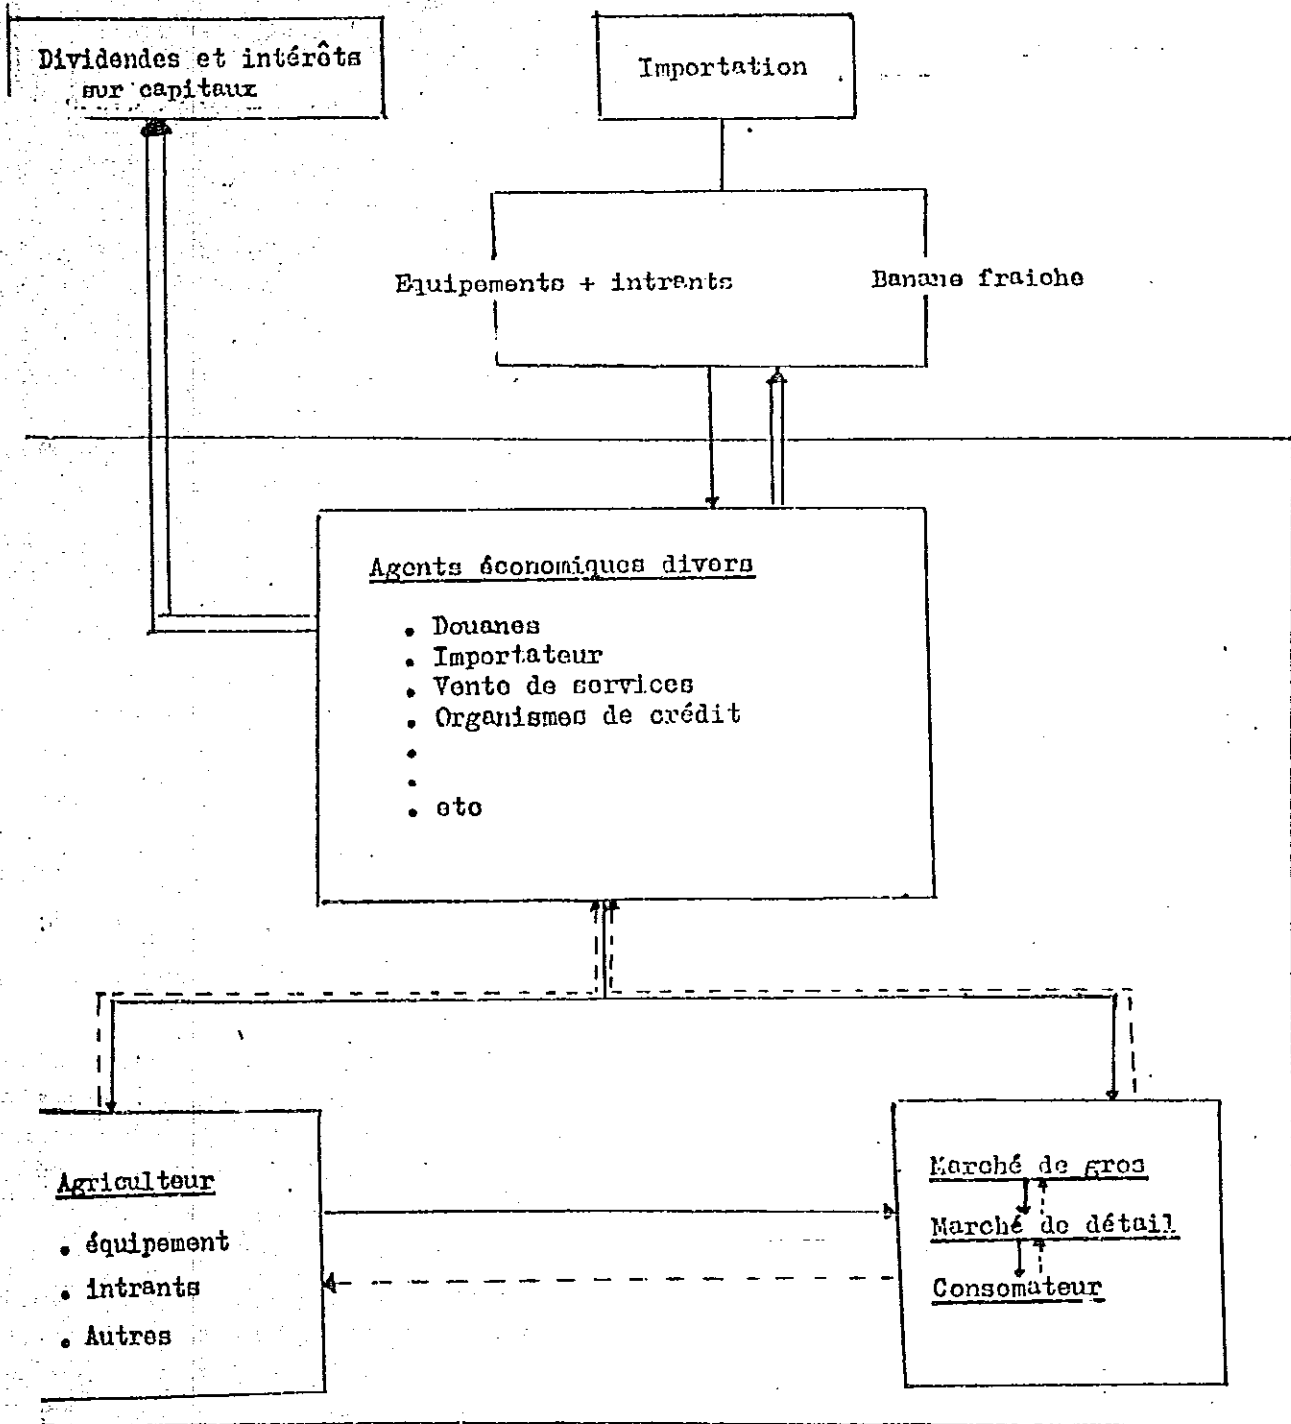 Dividendes et intérêts
sur capitaux
Importation
Equipements + intrants
Banane fraiche
Agents économiques divers
• Douanes
• Importateur
• Vente de services
• Organismes de crédit
•
•
• etc
Agriculteur
• équipement
• intrants
• Autres
Marché de gros
Marché de détail
Consomateur